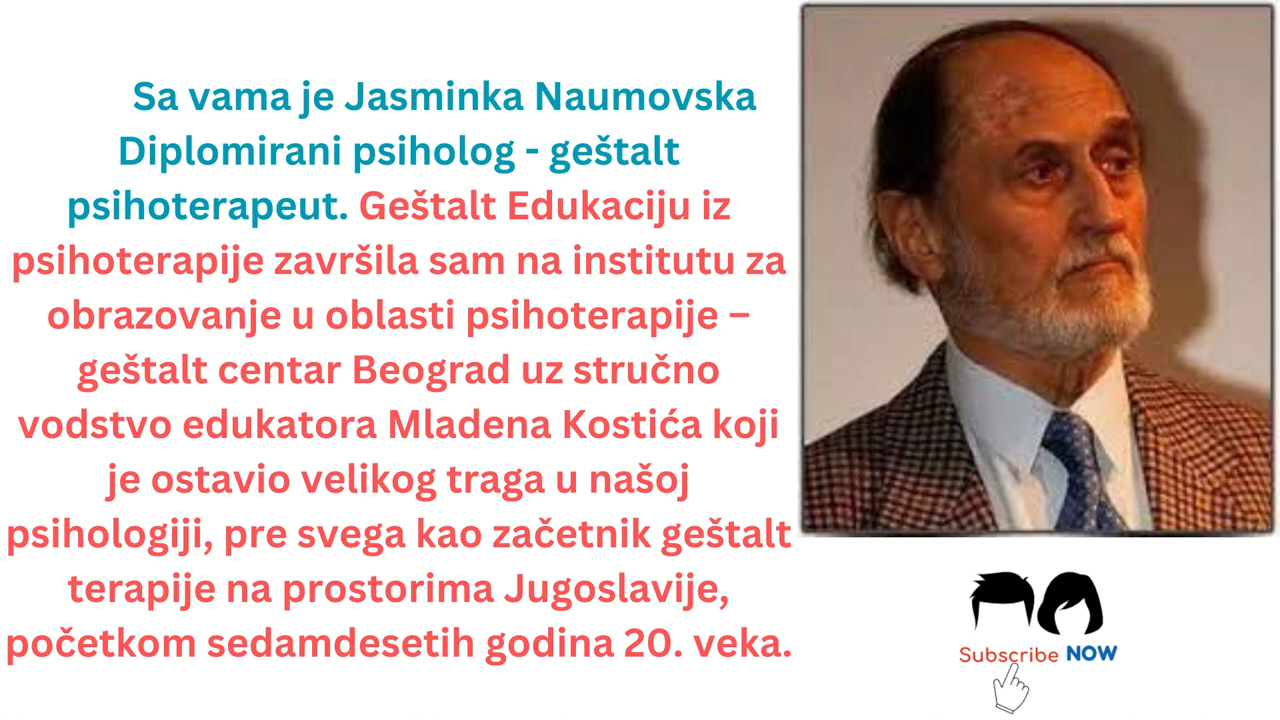 Sa vama je Jasminka Naumovska
Diplomirani psiholog - geštalt
psihoterapeut. Geštalt Edukaciju iz
psihoterapije završila sam na institutu za
obrazovanje u oblasti psihoterapije –
geštalt centar Beograd uz stručno
vodstvo edukatora Mladena Kostića koji
je ostavio velikog traga u našoj
psihologiji, pre svega kao začetnik geštalt
terapije na prostorima Jugoslavije,
početkom sedamdesetih godina 20. veka.
Subscribe NOW